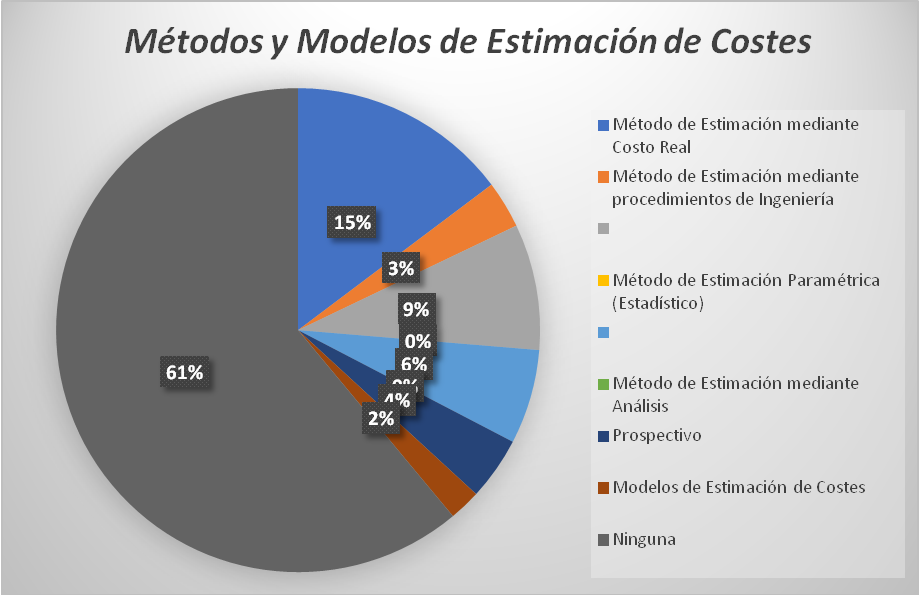 Métodos y Modelos de Estimación de Costes
15%
3%
9%
0%
6%
4%
2%
61%
Método de Estimación mediante
Costo Real
Método de Estimación mediante
procedimientos de Ingeniería
Método de Estimación Paramétrica
(Estadístico)
Método de Estimación mediante
Análisis
Prospectivo
Modelos de Estimación de Costes
Ninguna